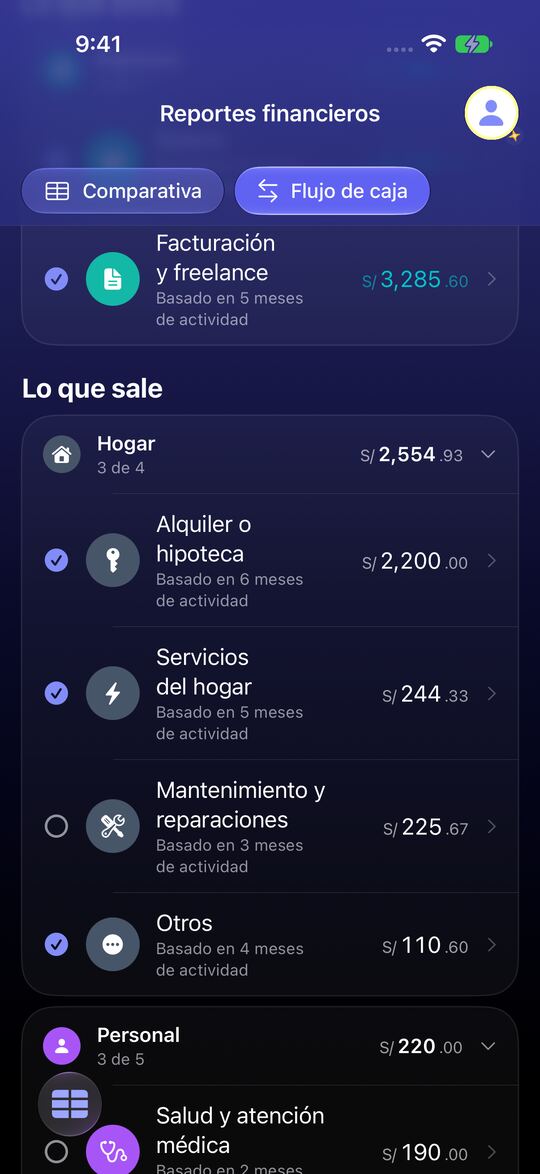 9:41
Reportes financieros
Comparativa
Flujo de caja
Facturación
y freelance
Basado en 5 meses
de actividad
S/ 3,285.60
Lo que sale
Hogar
3 de 4
S/ 2,554.93
Alquiler o
hipoteca
Basado en 6 meses
de actividad
S/ 2,200.00
Servicios
del hogar
Basado en 5 meses
de actividad
S/ 244.33
Mantenimiento y
reparaciones
Basado en 3 meses
de actividad
S/ 225.67
Otros
Basado en 4 meses
de actividad
S/ 110.60
Personal
3 de 5
S/ 220.00
Salud y atención
médica
Basado en 2 meses
S/ 190.00